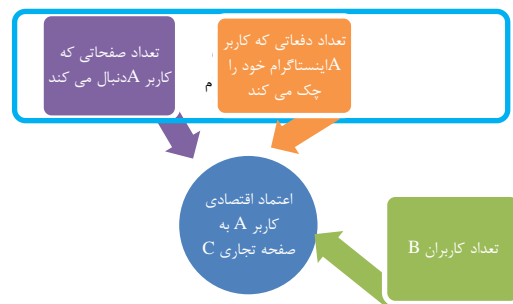 تعداد صفحاتی که
کاربر Aدنبال می کند
تعداد دفعاتی که کاربر
Aاینستاگرام خود را
چک می کند
م
اعتماد اقتصادی
کاربر A به
صفحه تجاری C
تعداد کاربران B